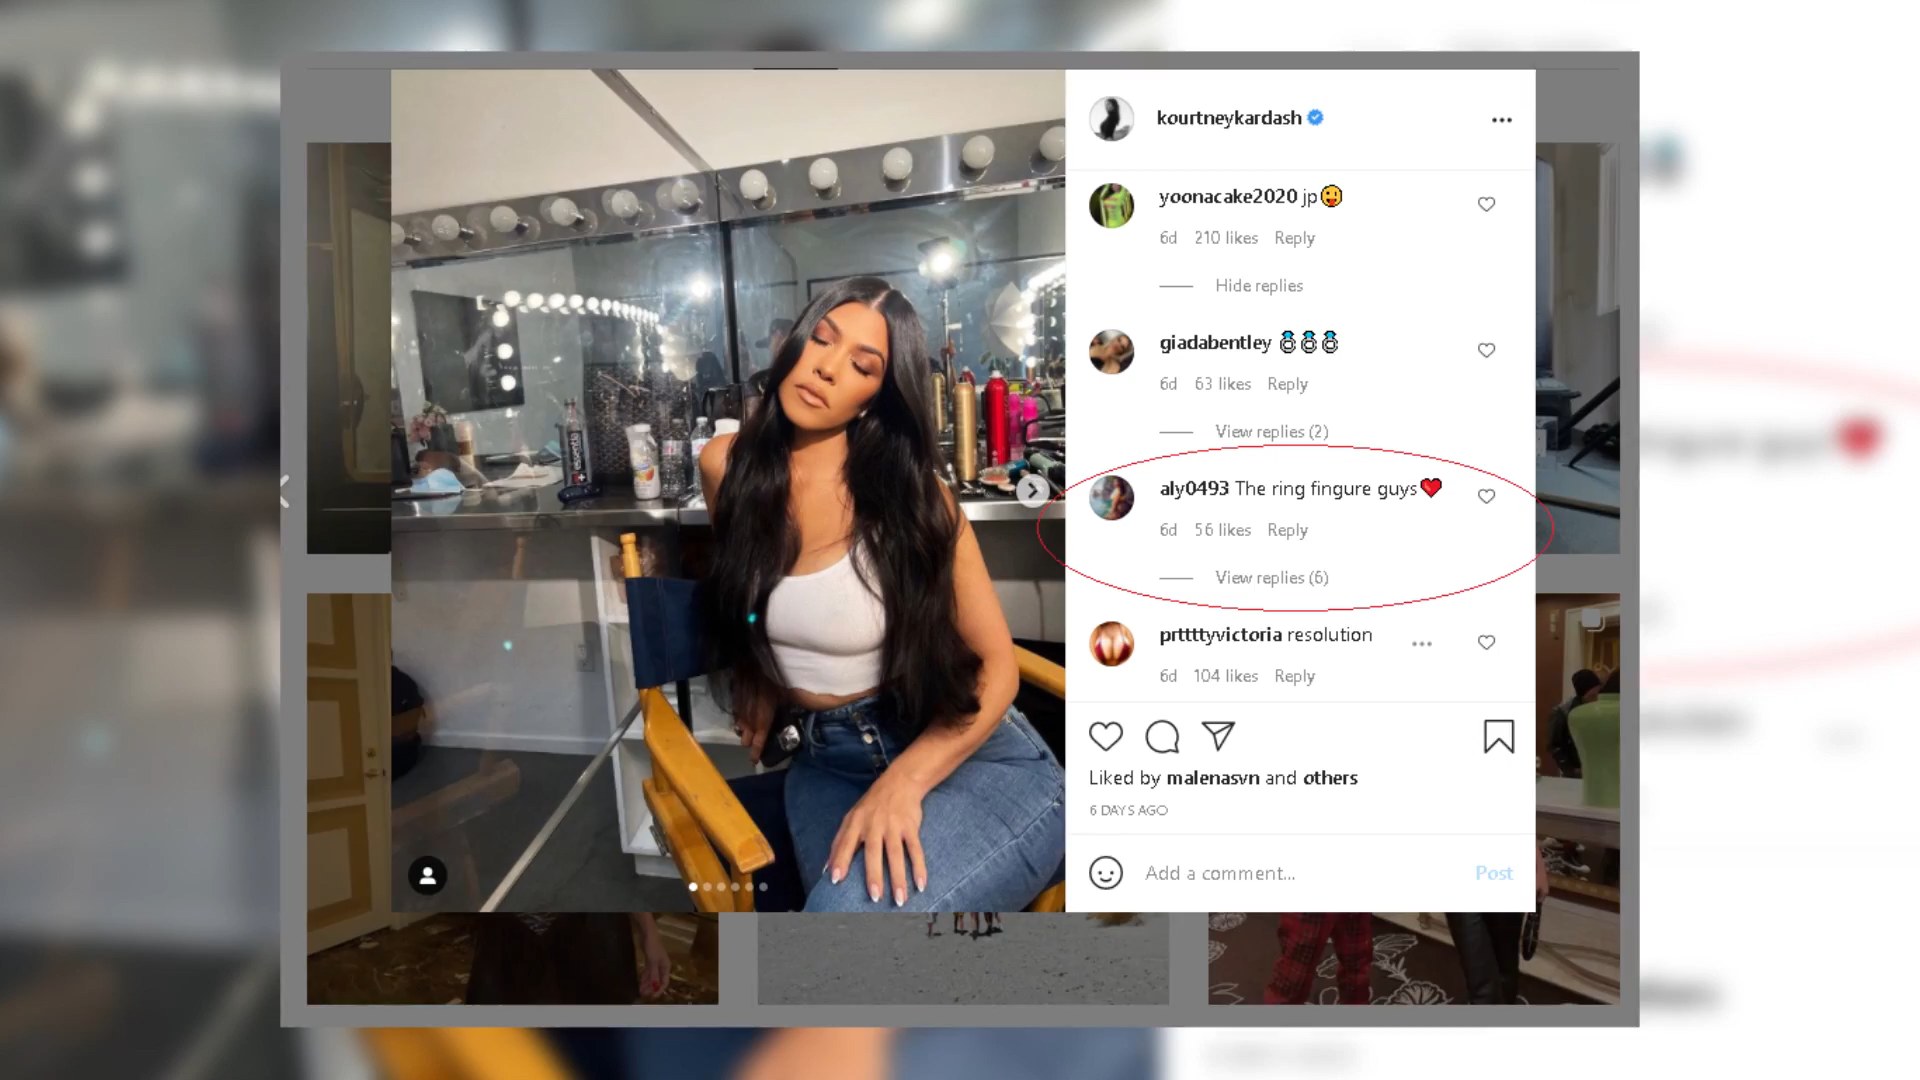 kourtneykardash
yoonacake2020 jp😜
6d 210 likes Reply
Hide replies
giadabentley 💍💍💍
6d 63 likes Reply
View replies (2)
aly0493 The ring fingure guys❤️
6d 56 likes Reply
View replies (6)
prttttyvictoria resolution
6d 104 likes Reply
Liked by malenasvn and others
6 DAYS AGO
Add a comment... Post
essentia